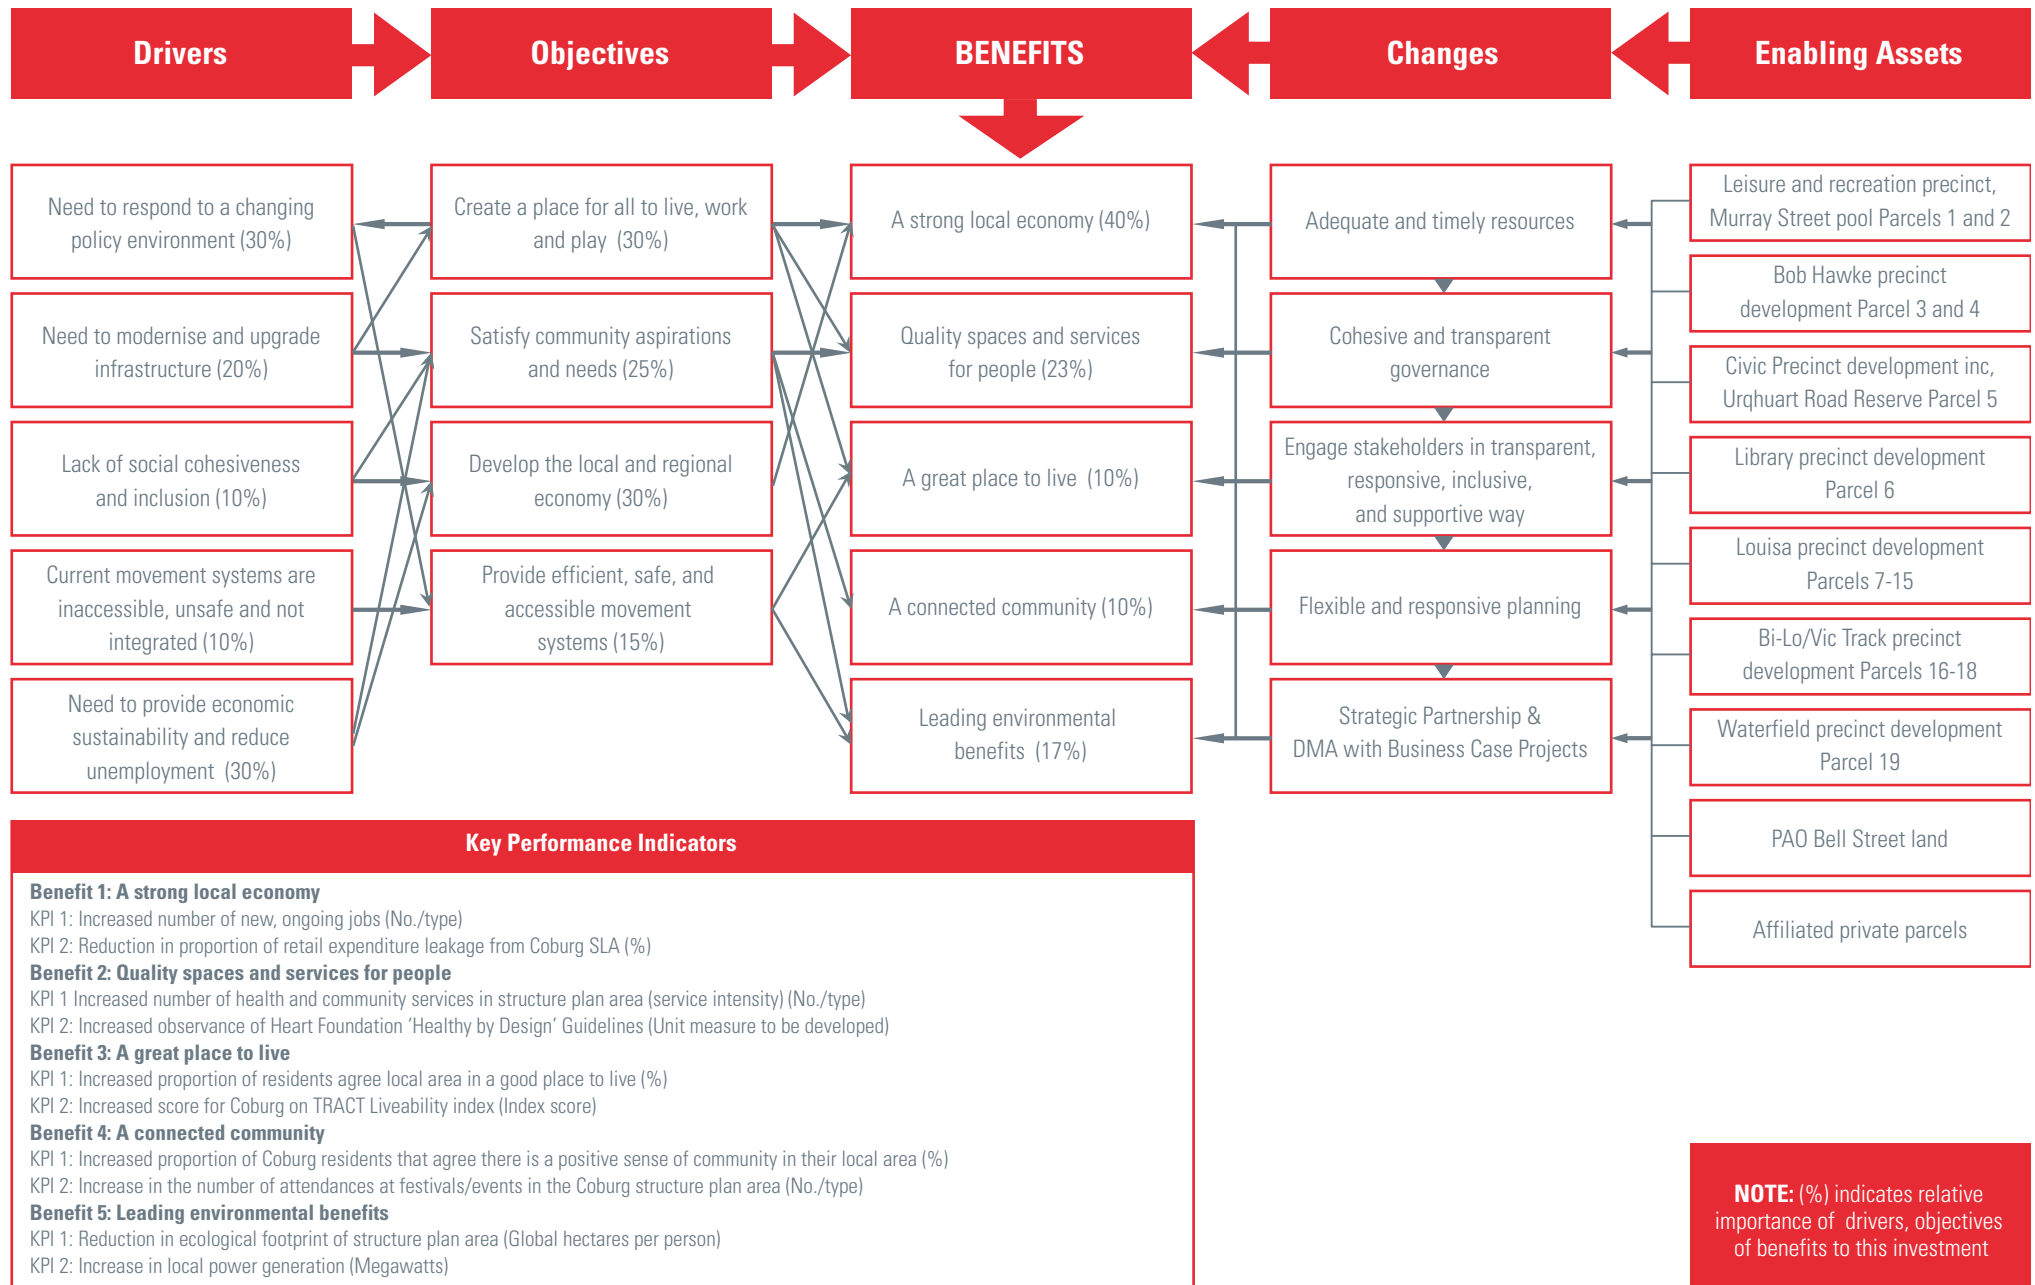 Drivers
Objectives
BENEFITS
Changes
Enabling Assets
Need to respond to a changing
policy environment (30%)
Need to modernise and upgrade
infrastructure (20%)
Lack of social cohesiveness
and inclusion (10%)
Current movement systems are
inaccessible, unsafe and not
integrated (10%)
Need to provide economic
sustainability and reduce
unemployment (30%)
Create a place for all to live, work
and play (30%)
Satisfy community aspirations
and needs (25%)
Develop the local and regional
economy (30%)
Provide efficient, safe, and
accessible movement
systems (15%)
A strong local economy (40%)
Quality spaces and services
for people (23%)
A great place to live (10%)
A connected community (10%)
Leading environmental
benefits (17%)
Adequate and timely resources
Cohesive and transparent
governance
Engage stakeholders in transparent,
responsive, inclusive,
and supportive way
Flexible and responsive planning
Strategic Partnership &
DMA with Business Case Projects
Leisure and recreation precinct,
Murray Street pool Parcels 1 and 2
Bob Hawke precinct
development Parcel 3 and 4
Civic Precinct development inc,
Urqhuart Road Reserve Parcel 5
Library precinct development
Parcel 6
Louisa precinct development
Parcels 7-15
Bi-Lo/Vic Track precinct
development Parcels 16-18
Waterfield precinct development
Parcel 19
PAO Bell Street land
Affiliated private parcels
Key Performance Indicators
Benefit 1: A strong local economy
KPI 1: Increased number of new, ongoing jobs (No./type)
KPI 2: Reduction in proportion of retail expenditure leakage from Coburg SLA (%)
Benefit 2: Quality spaces and services for people
KPI 1 Increased number of health and community services in structure plan area (service intensity) (No./type)
KPI 2: Increased observance of Heart Foundation ‘Healthy by Design’ Guidelines (Unit measure to be developed)
Benefit 3: A great place to live
KPI 1: Increased proportion of residents agree local area in a good place to live (%)
KPI 2: Increased score for Coburg on TRACT Liveability index (Index score)
Benefit 4: A connected community
KPI 1: Increased proportion of Coburg residents that agree there is a positive sense of community in their local area (%)
KPI 2: Increase in the number of attendances at festivals/events in the Coburg structure plan area (No./type)
Benefit 5: Leading environmental benefits
KPI 1: Reduction in ecological footprint of structure plan area (Global hectares per person)
KPI 2: Increase in local power generation (Megawatts)
NOTE: (%) indicates relative
importance of drivers, objectives
of benefits to this investment